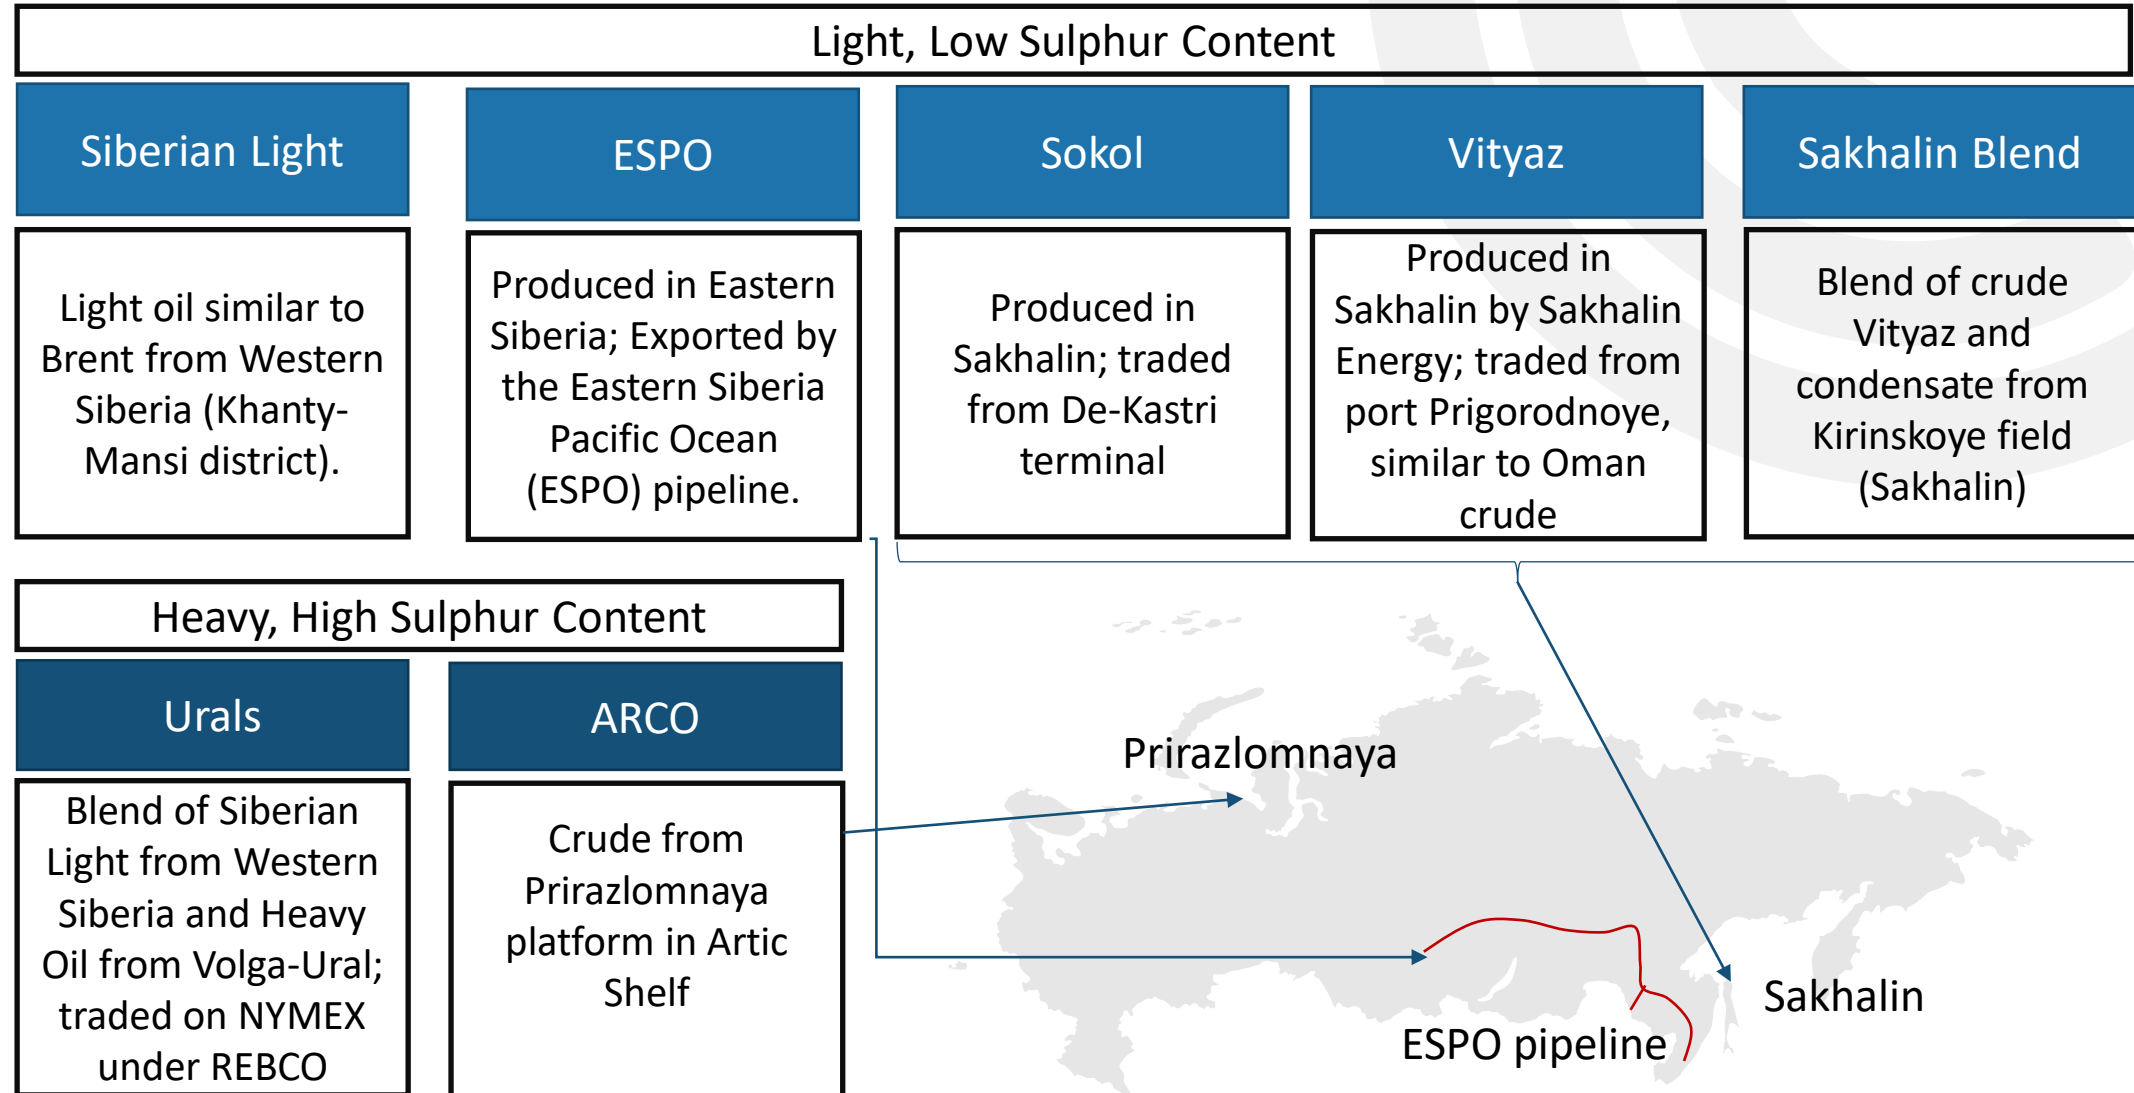 Light, Low Sulphur Content
Siberian Light
ESPO
Sokol
Vityaz
Sakhalin Blend
Light oil similar to
Brent from Western
Siberia (Khanty-
Mansi district).
Produced in Eastern
Siberia; Exported by
the Eastern Siberia
Pacific Ocean
(ESPO) pipeline.
Produced in
Sakhalin; traded
from De-Kastri
terminal
Produced in
Sakhalin by Sakhalin
Energy; traded from
port Prigorodnoye,
similar to Oman
crude
Blend of crude
Vityaz and
condensate from
Kirinskoye field
(Sakhalin)
Heavy, High Sulphur Content
Urals
ARCO
Blend of Siberian
Light from Western
Siberia and Heavy
Oil from Volga-Ural;
traded on NYMEX
under REBCO
Crude from
Prirazlomnaya
platform in Artic
Shelf
Prirazlomnaya
Sakhalin
ESPO pipeline